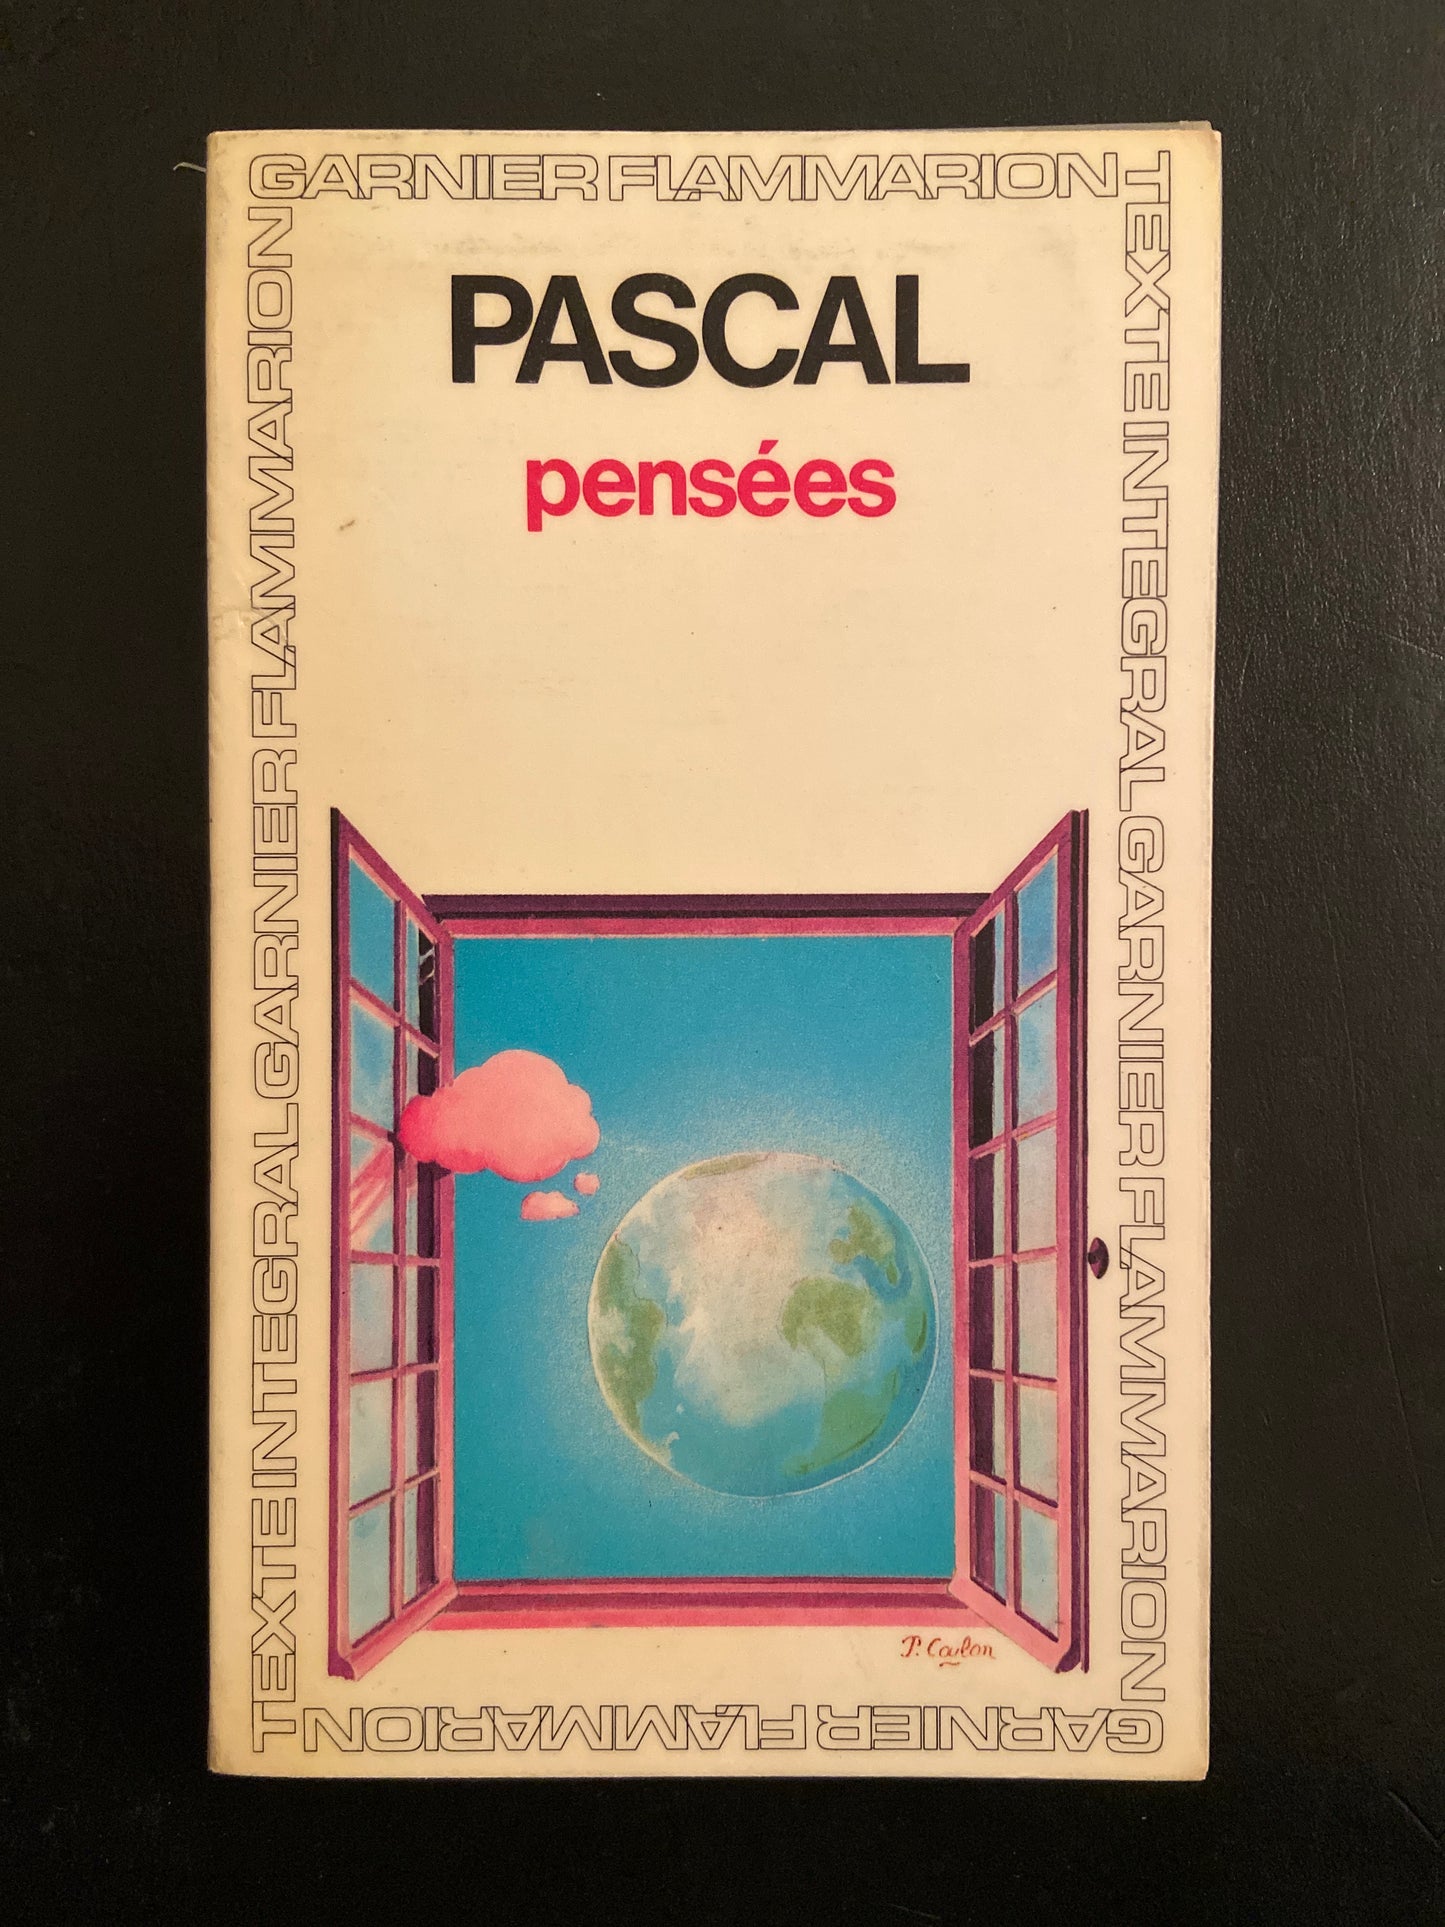 GARNIER FLAMMARION
TEXTE INTEGRAL GARNIER FLAMMARION
GARNIER FLAMMARION
TEXTE INTEGRAL GARNIER FLAMMARION
PASCAL
pensées
P. Caylon